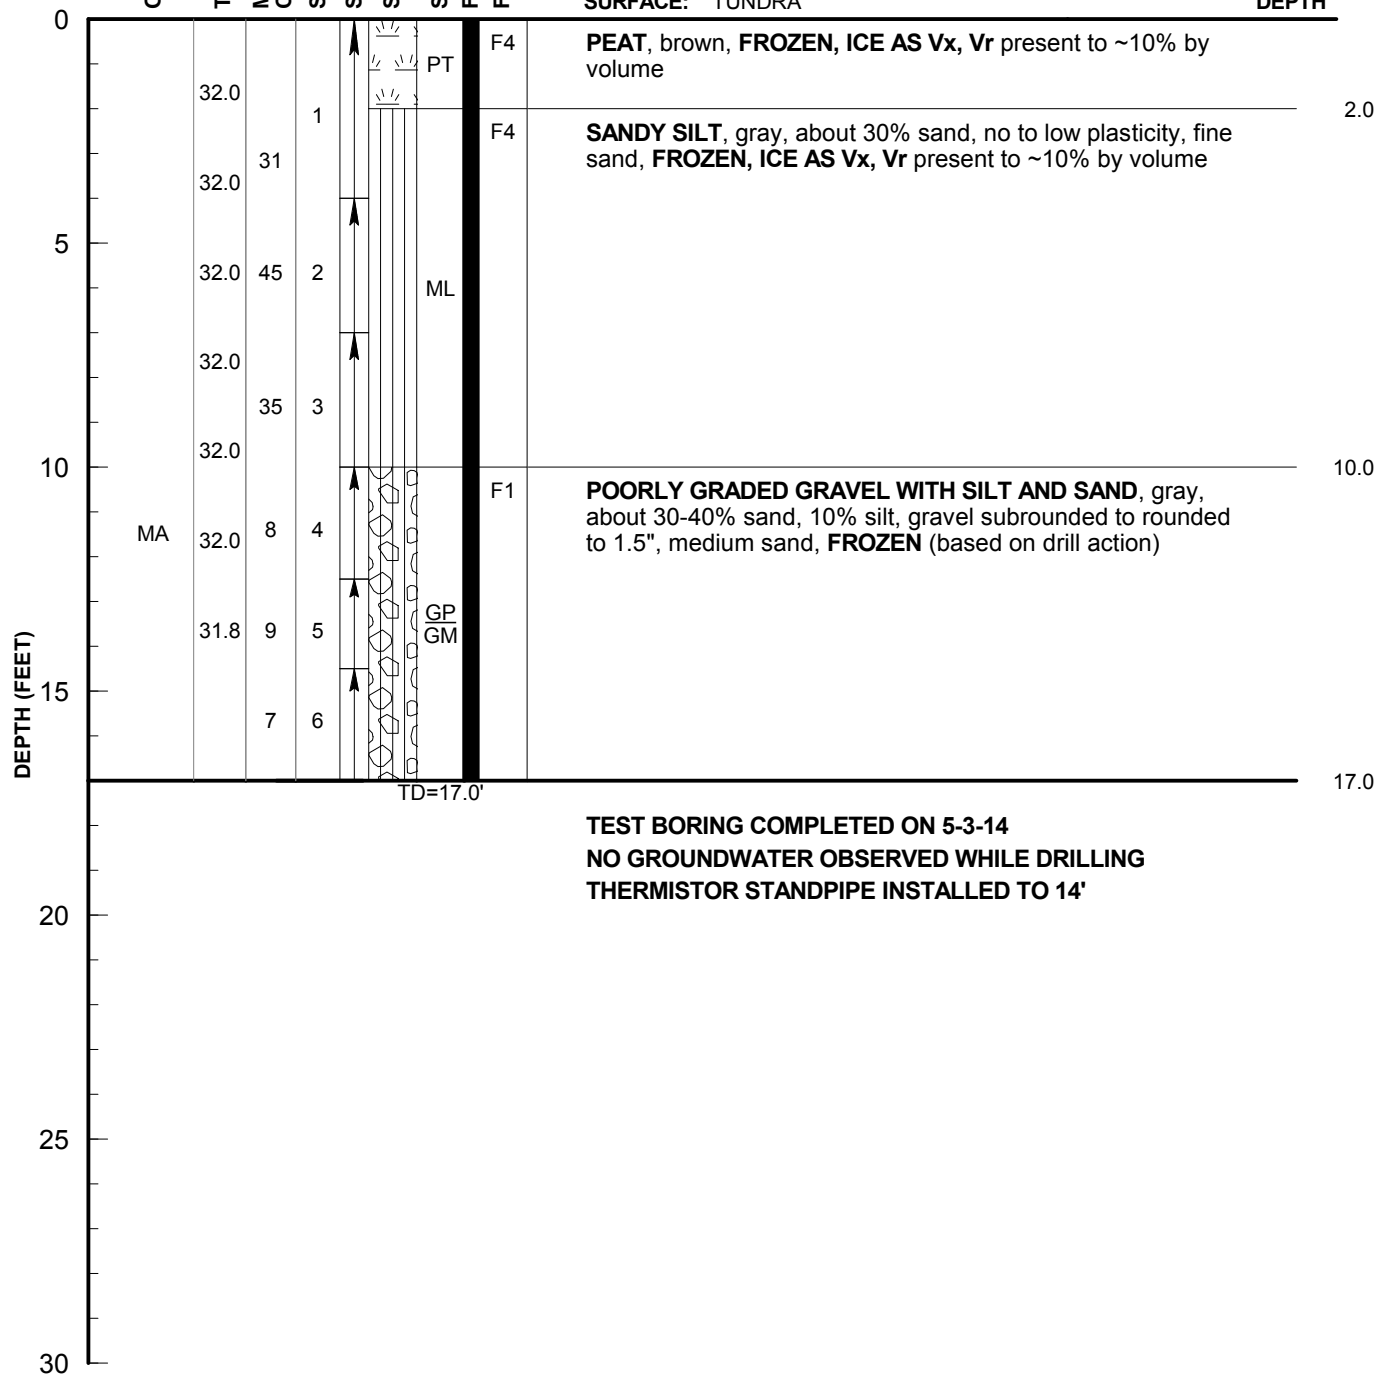 SURFACE: TUNDRA DEPTH
0
F4 PEAT, brown, FROZEN, ICE AS Vx, Vr present to ~10% by
volume
PT
32.0
1
2.0
F4 SANDY SILT, gray, about 30% sand, no to low plasticity, fine
sand, FROZEN, ICE AS Vx, Vr present to ~10% by volume
31
32.0
5
32.0 45 2
ML
32.0
35 3
32.0
10 10.0
F1 POORLY GRADED GRAVEL WITH SILT AND SAND, gray,
about 30-40% sand, 10% silt, gravel subrounded to rounded
to 1.5", medium sand, FROZEN (based on drill action)
MA 32.0 8 4
GP
GM
31.8 9 5
DEPTH (FEET)
15
7 6
17.0
TD=17.0'
TEST BORING COMPLETED ON 5-3-14
NO GROUNDWATER OBSERVED WHILE DRILLING
THERMISTOR STANDPIPE INSTALLED TO 14'
20
25
30